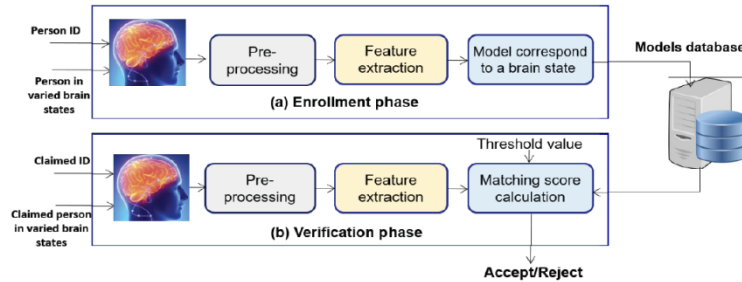 Person ID
Person in
varied brain
states
Pre-
processing
Feature
extraction
Model correspond
to a brain state
(a) Enrollment phase
Models database
Claimed ID
Claimed person
in varied brain
states
Pre-
processing
Feature
extraction
Threshold value
Matching score
calculation
(b) Verification phase
Accept/Reject